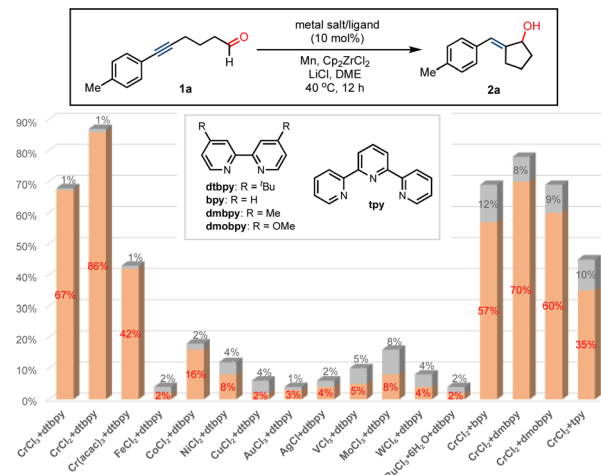 metal salt/ligand
(10 mol%)
Mn, Cp2ZrCl2
LiCl, DME
40 °C, 12 h
O
H
Me
1a
OH
Me
2a
90%
80%
70%
60%
50%
40%
30%
20%
10%
0%
R
R
N
N
dtbpy: R = tBu
bpy: R = H
dmbpy: R = Me
dmobpy: R = OMe
N
N
N
tpy
1%
67%
1%
86%
1%
42%
2%
2%
2%
16%
4%
8%
4%
2%
1%
3%
2%
4%
5%
5%
8%
8%
4%
4%
2%
2%
12%
57%
8%
70%
9%
60%
10%
35%
CrCl3+dtbpy
CrCl2+dtbpy
Cr(acac)3+dtbpy
FeCl2+dtbpy
CoCl2+dtbpy
NiCl2+dtbpy
CuCl2+dtbpy
AuCl3+dtbpy
AgCl+dtbpy
VCl3+dtbpy
MoCl3+dtbpy
WCl4+dtbpy
RuCl3•6H2O+dtbpy
CrCl2+bpy
CrCl2+dmbpy
CCrCl2+dmobpy
CrCl2+tpy